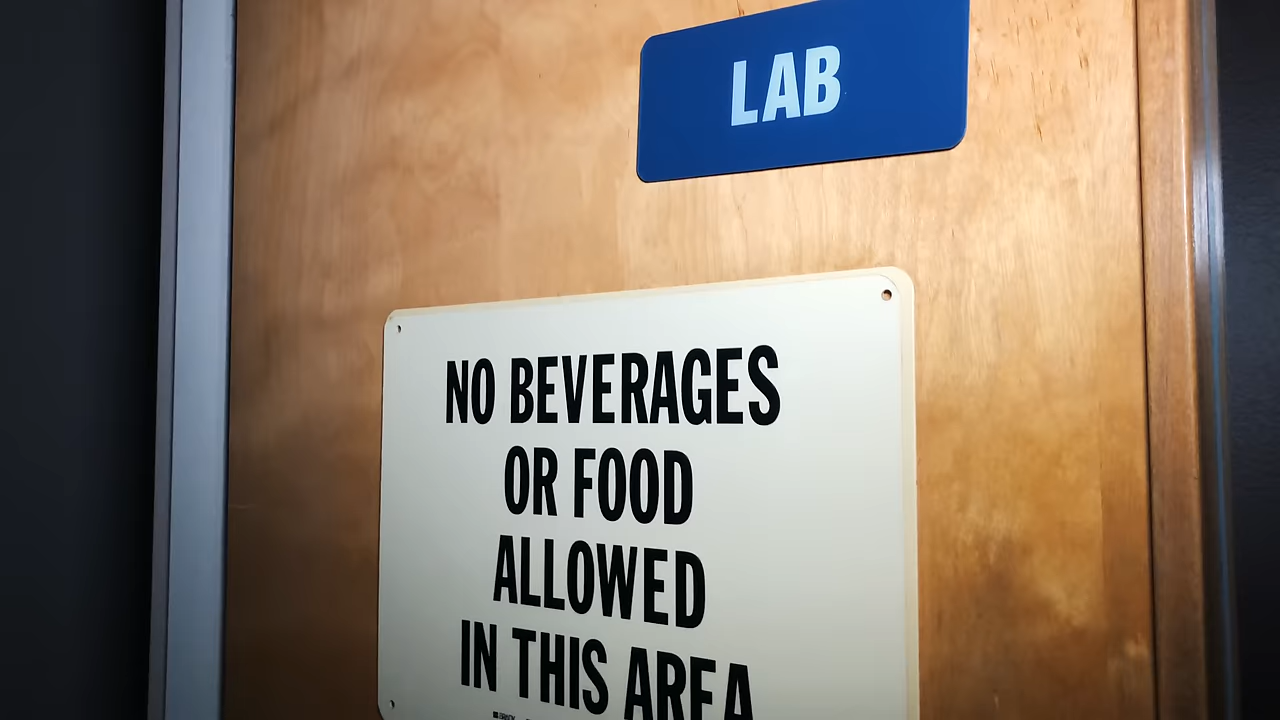 LAB
NO BEVERAGES
OR FOOD
ALLOWED
IN THIS AREA